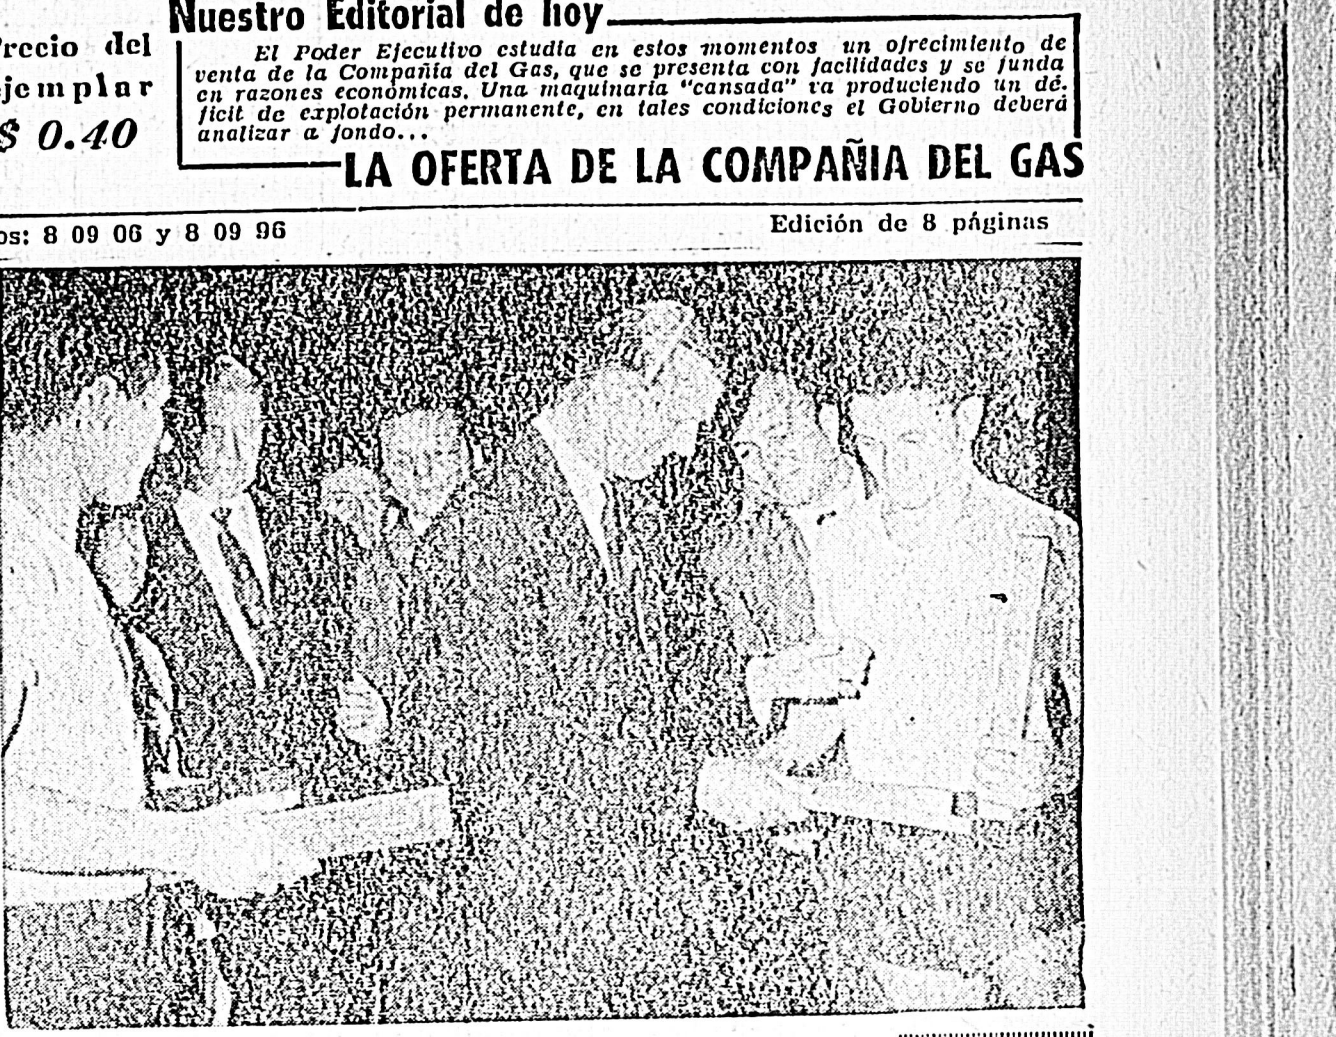 Nuestro Editorial de hoy
Precio del
ejemplar
$ 0.40
El Poder Ejecutivo estudia en estos momentos un ofrecimiento de
venta de la Compañía del Gas, que se presenta con facilidades y se funda
en razones económicas. Una maquinaria "cansada" va produciendo un dé-
ficit de explotación permanente, en tales condiciones el Gobierno deberá
analizar a fondo...
LA OFERTA DE LA COMPAÑIA DEL GAS
os: 8 09 06 y 8 09 96
Edición de 8 páginas